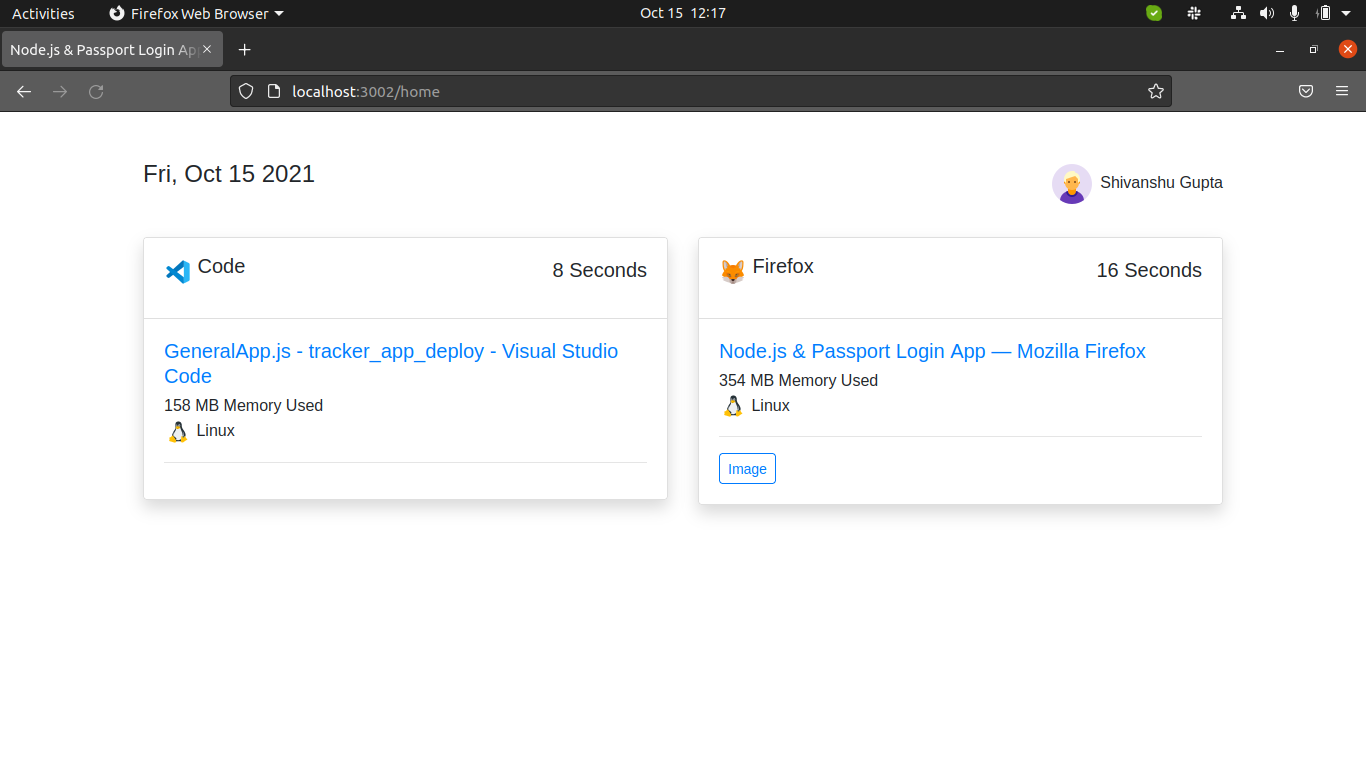 Activities
Firefox Web Browser
Oct 15 12:17
Node.js & Passport Login Ap
localhost:3002/home
Fri, Oct 15 2021
Shivanshu Gupta
Code
8 Seconds
GeneralApp.js - tracker_app_deploy - Visual Studio
Code
158 MB Memory Used
Linux
Firefox
16 Seconds
Node.js & Passport Login App — Mozilla Firefox
354 MB Memory Used
Linux
Image